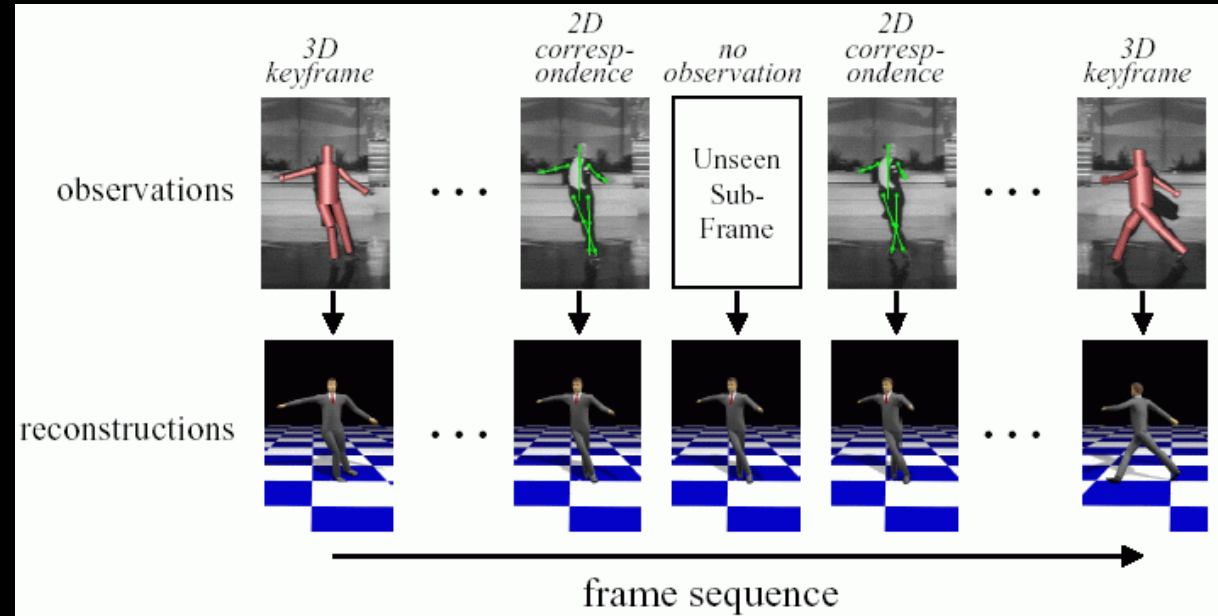 3D
keyframe
2D
corresp-
ondence
no
observation
2D
corresp-
ondence
3D
keyframe
observations
Unseen
Sub-
Frame
reconstructions
frame sequence